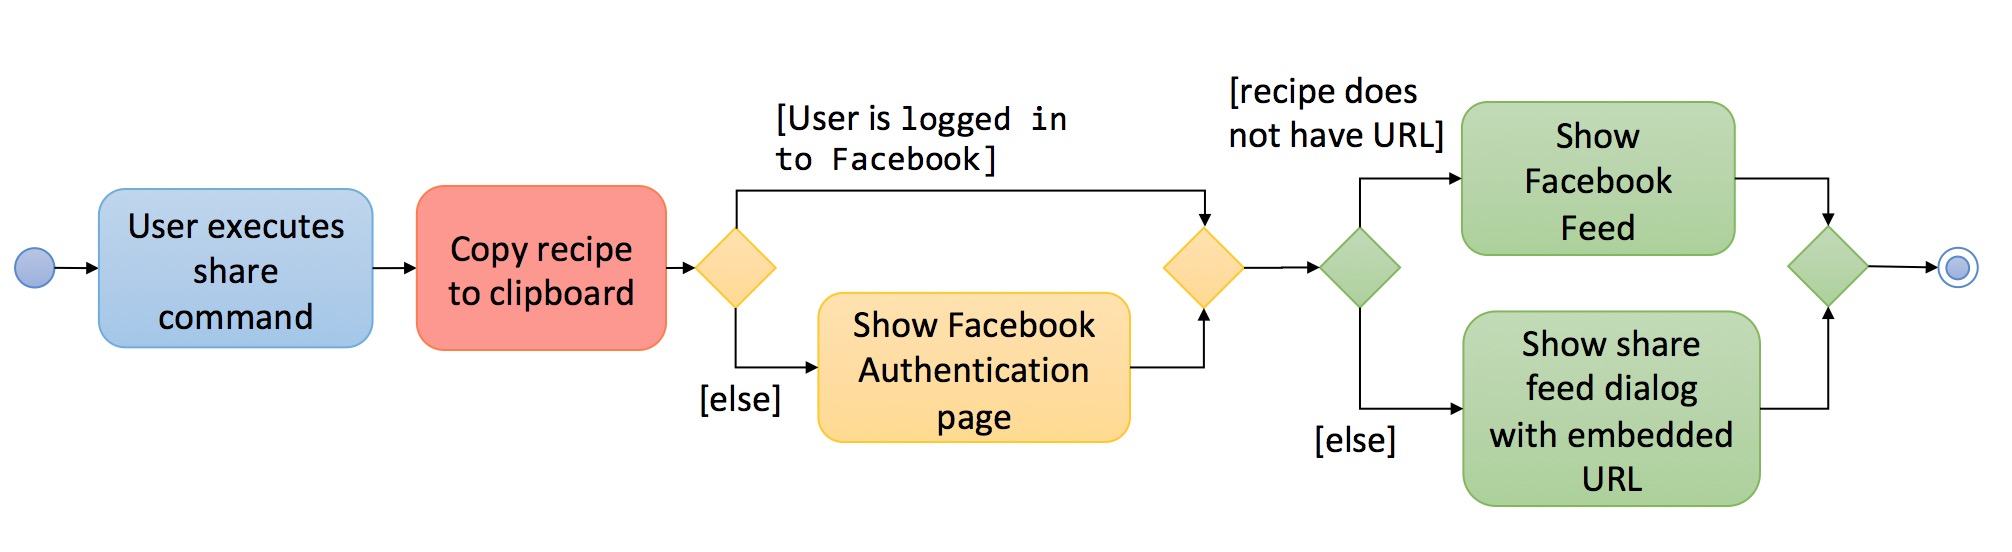 User executes
share
command
Copy recipe
to clipboard
[User is logged in
to Facebook]
[else]
Show Facebook
Authentication
page
[recipe does
not have URL]
[else]
Show
Facebook
Feed
Show share
feed dialog
with embedded
URL